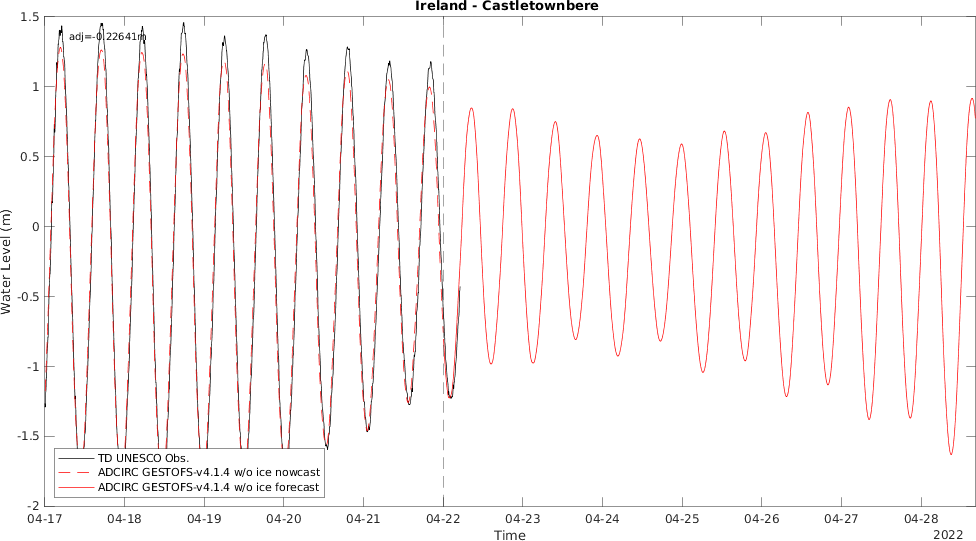 Ireland - Castletownbere
adj=-0.22641m
1.5
1
0.5
0
-0.5
-1
-1.5
-2
Water Level (m)
TD UNESCO Obs.
ADCIRC GESTOFS-v4.1.4 w/o ice nowcast
ADCIRC GESTOFS-v4.1.4 w/o ice forecast
04-17 04-18 04-19 04-20 04-21 04-22 04-23 04-24 04-25 04-26 04-27 04-28
Time
2022